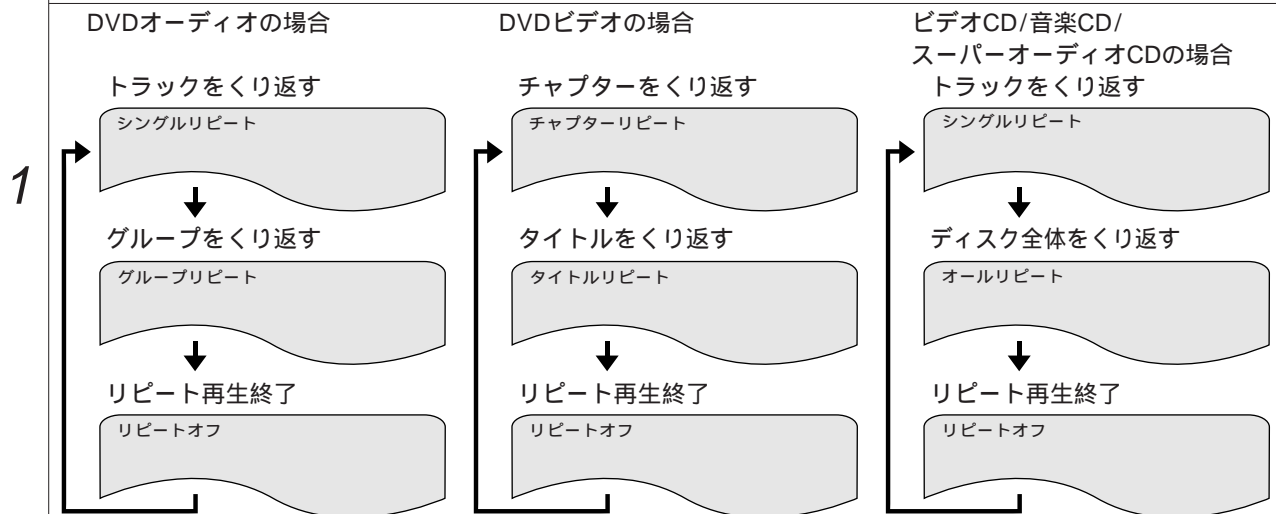 1
DVDオーディオの場合
トラックをくり返す
シングルリピート
グループをくり返す
グループリピート
リピート再生終了
リピートオフ
DVDビデオの場合
チャプターをくり返す
チャプターリピート
タイトルをくり返す
タイトルリピート
リピート再生終了
リピートオフ
ビデオCD/音楽CD/
スーパーオーディオCDの場合
トラックをくり返す
シングルリピート
ディスク全体をくり返す
オールリピート
リピート再生終了
リピートオフ